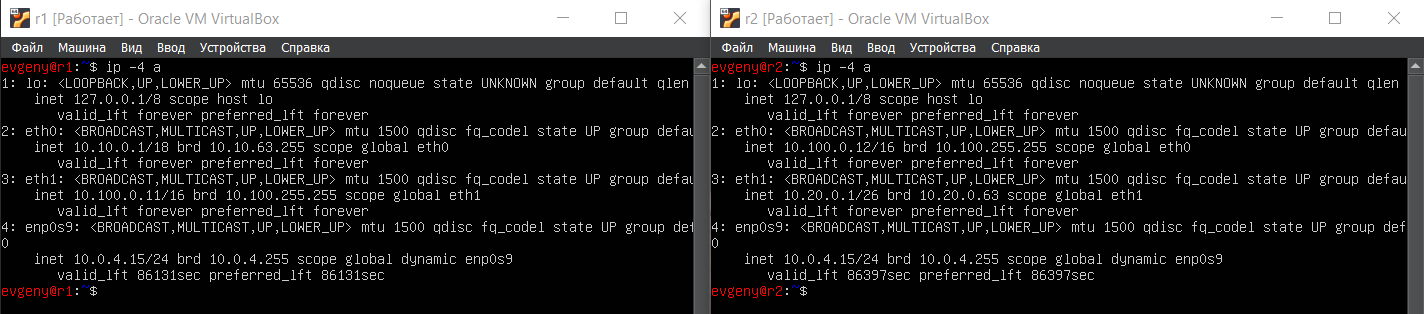 r1 [Работает] - Oracle VM VirtualBox
Файл Машина Вид Ввод Устройства Справка
evgeny@r1:~$ ip -4 a
1: lo: <LOOPBACK,UP,LOWER_UP> mtu 65536 qdisc noqueue state UNKNOWN group default qlen
inet 127.0.0.1/8 scope host lo
valid_lft forever preferred_lft forever
2: eth0: <BROADCAST,MULTICAST,UP,LOWER_UP> mtu 1500 qdisc fq_codel state UP group defau
inet 10.10.0.1/18 brd 10.10.63.255 scope global eth0
valid_lft forever preferred_lft forever
3: eth1: <BROADCAST,MULTICAST,UP,LOWER_UP> mtu 1500 qdisc fq_codel state UP group defau
inet 10.100.0.11/16 brd 10.100.255.255 scope global eth1
valid_lft forever preferred_lft forever
4: enp0s9: <BROADCAST,MULTICAST,UP,LOWER_UP> mtu 1500 qdisc fq_codel state UP group def
0
inet 10.0.4.15/24 brd 10.0.4.255 scope global dynamic enp0s9
valid_lft 86131sec preferred_lft 86131sec
evgeny@r1:~$
r2 [Работает] - Oracle VM VirtualBox
Файл Машина Вид Ввод Устройства Справка
evgeny@r2:~$ ip -4 a
1: lo: <LOOPBACK,UP,LOWER_UP> mtu 65536 qdisc noqueue state UNKNOWN group default qlen
inet 127.0.0.1/8 scope host lo
valid_lft forever preferred_lft forever
2: eth0: <BROADCAST,MULTICAST,UP,LOWER_UP> mtu 1500 qdisc fq_codel state UP group defau
inet 10.100.0.12/16 brd 10.100.255.255 scope global eth0
valid_lft forever preferred_lft forever
3: eth1: <BROADCAST,MULTICAST,UP,LOWER_UP> mtu 1500 qdisc fq_codel state UP group defau
inet 10.20.0.1/26 brd 10.20.0.63 scope global eth1
valid_lft forever preferred_lft forever
4: enp0s9: <BROADCAST,MULTICAST,UP,LOWER_UP> mtu 1500 qdisc fq_codel state UP group def
0
inet 10.0.4.15/24 brd 10.0.4.255 scope global dynamic enp0s9
valid_lft 86397sec preferred_lft 86397sec
evgeny@r2:~$